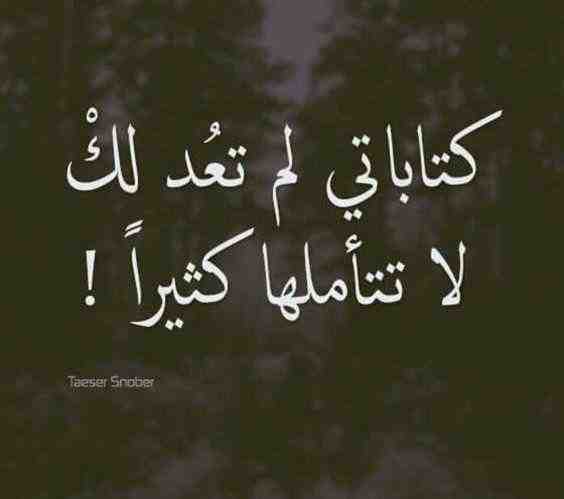 كتاباتي لم تعُد لكْ
لا تتأملها كثيراً !
Taeser Snober